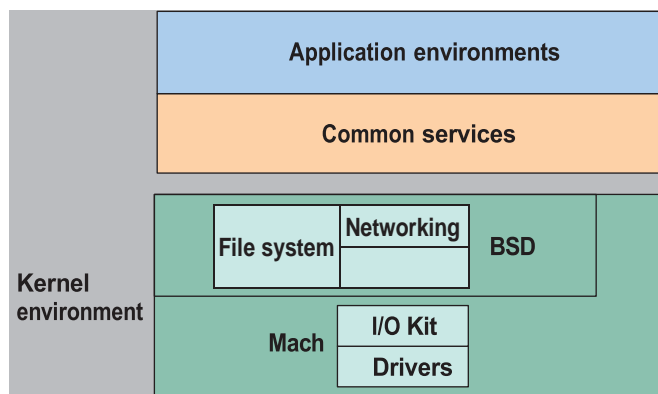 Application environments
Common services
Networking
File system
BSD
Kernel
environment
I/O Kit
Mach
Drivers